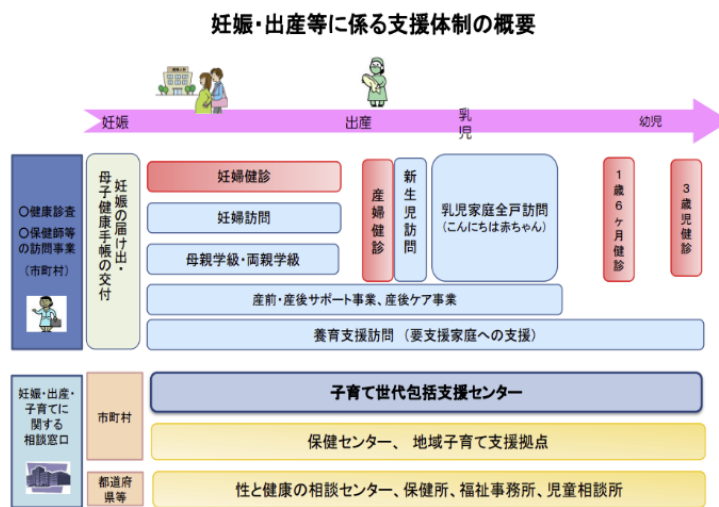 妊娠・出産等に係る支援体制の概要
妊娠
出産
乳
児
幼児
〇健康診査
〇保健師等
の訪問事業
（市町村）
妊娠の届け出・
母子健康手帳の交付
妊婦健診
妊婦訪問
母親学級・両親学級
産婦健診
新生児訪問
乳児家庭全戸訪問
(こんにちは赤ちゃん)
1歳6ヶ月健診
3歳児健診
産前・産後サポート事業、産後ケア事業
養育支援訪問 （要支援家庭への支援）
妊娠・出産・
子育てに
関する
相談窓口
市町村
子育て世代包括支援センター
保健センター、 地域子育て支援拠点
都道府
県等
性と健康の相談センター、保健所、福祉事務所、児童相談所